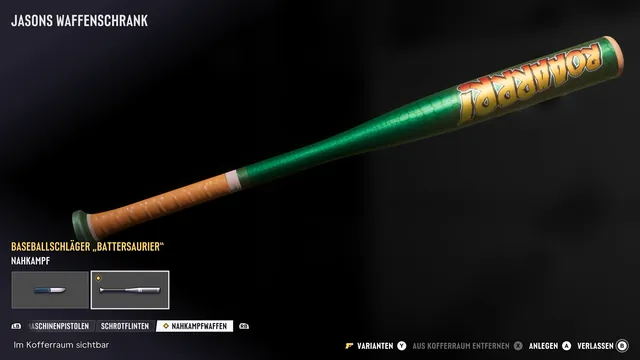 JASONS WAFFENSCHRANK
ROAARRR!
BASEBALLSCHLÄGER „BATTERSAURIER“
NAHKAMPF
LB ASCHINENPISTOLEN SCHROTFLINTEN NAHKAMPFWAFFEN RB
Im Kofferraum sichtbar
VARIANTEN Y AUS KOFFERRAUM ENTFERNEN X ANLEGEN A VERLASSEN B